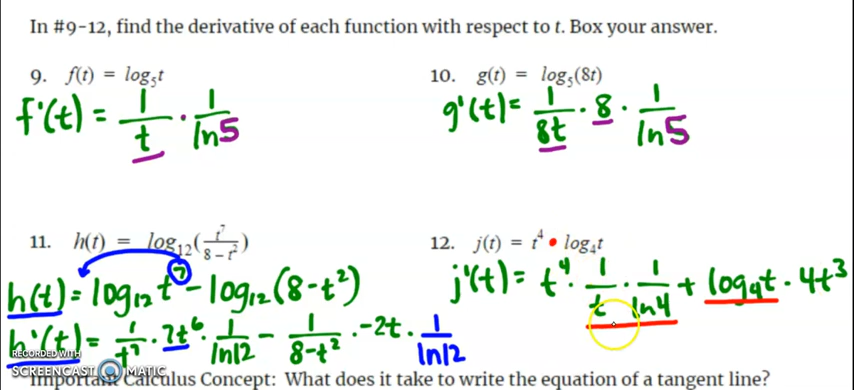 In #9-12, find the derivative of each function with respect to t. Box your answer.
9. f(t) = log₅t
10. g(t) = log₅(8t)
f'(t) = 1/t · 1/ln5
g'(t) = 1/8t · 8 · 1/ln5
11. h(t) = log₁₂(t⁷/(8 – t²))
12. j(t) = t⁴ • log₄t
h(t) = log₁₂ t⁷ – log₁₂(8-t²)
j'(t) = t⁴ · 1/t · 1/ln4 + log₄t · 4t³
h'(t) = 1/t⁷ · 7t⁶ · 1/ln12 – 1/(8-t²) · -2t · 1/ln12
RECORDED WITH
SCREENCAST MATIC
Important Calculus Concept: What does it take to write the equation of a tangent line?